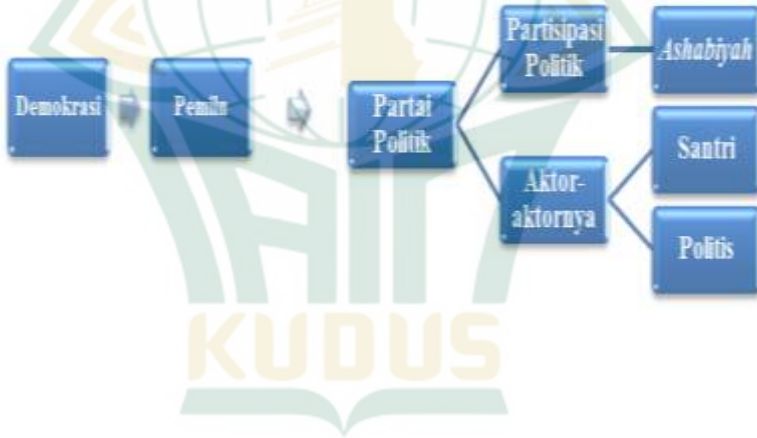 Demokrasi
Pemilu
Partai
Politik
Partisipasi
Politik
Ashabiyah
Aktor-
aktornya
Santri
Politis
KUDUS